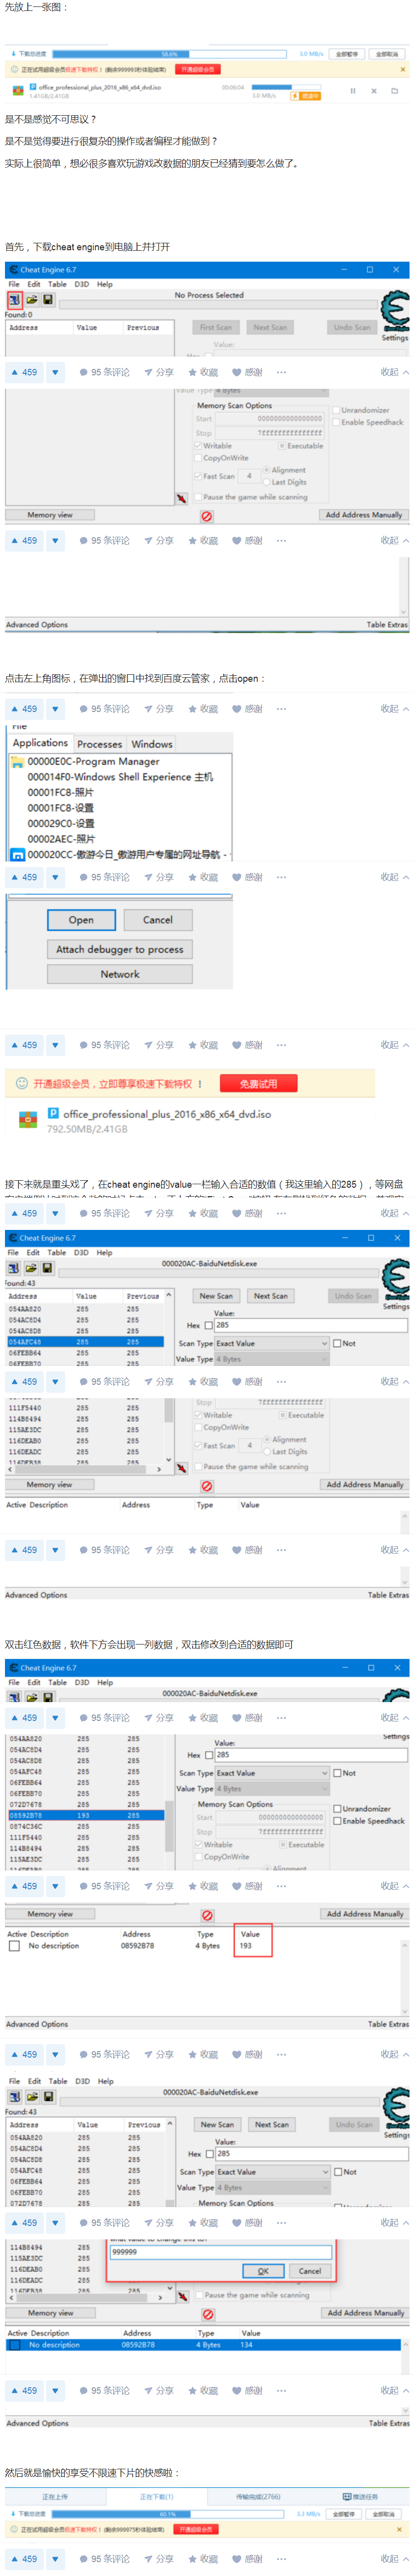 先放上一张图：
下载总进度
58.6%
3.0 MB/s
全部暂停
全部取消
正在试用超级会员极速下载特权！(剩余999993秒体验结束)
开通超级会员
office_professional_plus_2016_x86_x64_dvd.iso
1.41GB/2.41GB
00:06:04
3.0 MB/s
是不是感觉不可思议？
是不是觉得要进行很复杂的操作或者编程才能做到？
实际上很简单，想必很多喜欢玩游戏改数据的朋友已经猜到要怎么做了。
首先，下载cheat engine到电脑上并打开
Cheat Engine 6.7
File Edit Table D3D Help
No Process Selected
Found: 0
Address Value Previous
First Scan Next Scan Undo Scan
Settings
Value:
459 95 条评论 分享 收藏 感谢 ··· 收起
Value Type 4 Bytes
Memory Scan Options
Unrandomizer
Start 0000000000000000
Enable Speedhack
Stop 7fffffffffffffff
Writable Executable
CopyOnWrite
Fast Scan 4 Alignment
Last Digits
Pause the game while scanning
Memory view Add Address Manually
459 95 条评论 分享 收藏 感谢 ··· 收起
Advanced Options Table Extras
点击左上角图标，在弹出的窗口中找到百度云管家，点击open：
459 95 条评论 分享 收藏 感谢 ··· 收起
File
Applications Processes Windows
00000E0C-Program Manager
000014F0-Windows Shell Experience 主机
00001FC8-照片
00001FC8-设置
000029C0-设置
00002AEC-照片
000020CC-傲游今日_傲游用户专属的网址导航 -
459 95 条评论 分享 收藏 感谢 ··· 收起
Open Cancel
Attach debugger to process
Network
459 95 条评论 分享 收藏 感谢 ··· 收起
开通超级会员，立即尊享极速下载特权！
免费试用
office_professional_plus_2016_x86_x64_dvd.iso
792.50MB/2.41GB
接下来就是重头戏了，在cheat engine的value一栏输入合适的数值（我这里输入的285），等网盘
459 95 条评论 分享 收藏 感谢 ··· 收起
Cheat Engine 6.7
File Edit Table D3D Help
000020AC-BaiduNetdisk.exe
Found: 43
Address Value Previous
New Scan Next Scan Undo Scan
Settings
054AA820 285 285
Value:
054AC8D4 285 285
Hex 285
054AC8D8 285 285
054AFC48 285 285
Scan Type Exact Value Not
06FEBB64 285 285
06FEBB70 285 285
Value Type 4 Bytes
459 95 条评论 分享 收藏 感谢 ··· 收起
111F5440 285 285
114B8494 285 285
115AE3DC 285 285
116DEAB0 285 285
116DEADC 285 285
117DEB38 285 285
Stop 7fffffffffffffff
Writable Executable
CopyOnWrite
Fast Scan 4 Alignment
Last Digits
Pause the game while scanning
Memory view Add Address Manually
Active Description Address Type Value
459 95 条评论 分享 收藏 感谢 ··· 收起
Advanced Options Table Extras
双击红色数据，软件下方会出现一列数据，双击修改到合适的数据即可
Cheat Engine 6.7
File Edit Table D3D Help
000020AC-BaiduNetdisk.exe
459 95 条评论 分享 收藏 感谢 ··· 收起
Settings
054AA820 285 285
Value:
054AC8D4 285 285
Hex 285
054AC8D8 285 285
054AFC48 285 285
Scan Type Exact Value Not
06FEBB64 285 285
06FEBB70 285 285
Value Type 4 Bytes
072D7678 285 285
Memory Scan Options
08592B78 193 285
Unrandomizer
0874C36C 285 285
Start 0000000000000000
Enable Speedhack
111F5440 285 285
Stop 7fffffffffffffff
114B8494 285 285
Writable Executable
115AE3DC 285 285
CopyOnWrite
116DEAB0 285 285
Alignment
459 95 条评论 分享 收藏 感谢 ··· 收起
Memory view Add Address Manually
Active Description Address Type Value
No description 08592B78 4 Bytes 193
Advanced Options Table Extras
459 95 条评论 分享 收藏 感谢 ··· 收起
File Edit Table D3D Help
000020AC-BaiduNetdisk.exe
Found: 43
Address Value Previous
New Scan Next Scan Undo Scan
Settings
054AA820 285 285
Value:
054AC8D4 285 285
Hex 285
054AC8D8 285 285
054AFC48 285 285
Scan Type Exact Value Not
06FEBB64 285 285
06FEBB70 285 285
Value Type 4 Bytes
072D7678 285 285
Memory Scan Options
459 95 条评论 分享 收藏 感谢 ··· 收起
what value to change this to?
114B8494 285 285
115AE3DC 285 285
999999
116DEAB0 285 285
116DEADC 285 285
OK Cancel
117DEB38 285 285
Pause the game while scanning
Memory view Add Address Manually
Active Description Address Type Value
No description 08592B78 4 Bytes 134
459 95 条评论 分享 收藏 感谢 ··· 收起
Advanced Options Table Extras
然后就是愉快的享受不限速下片的快感啦：
正在上传 正在下载(1) 传输完成(2766) 推送任务
下载总进度
60.1%
3.3 MB/s
全部暂停
全部取消
正在试用超级会员极速下载特权！(剩余999975秒体验结束)
开通超级会员
459 95 条评论 分享 收藏 感谢 ··· 收起